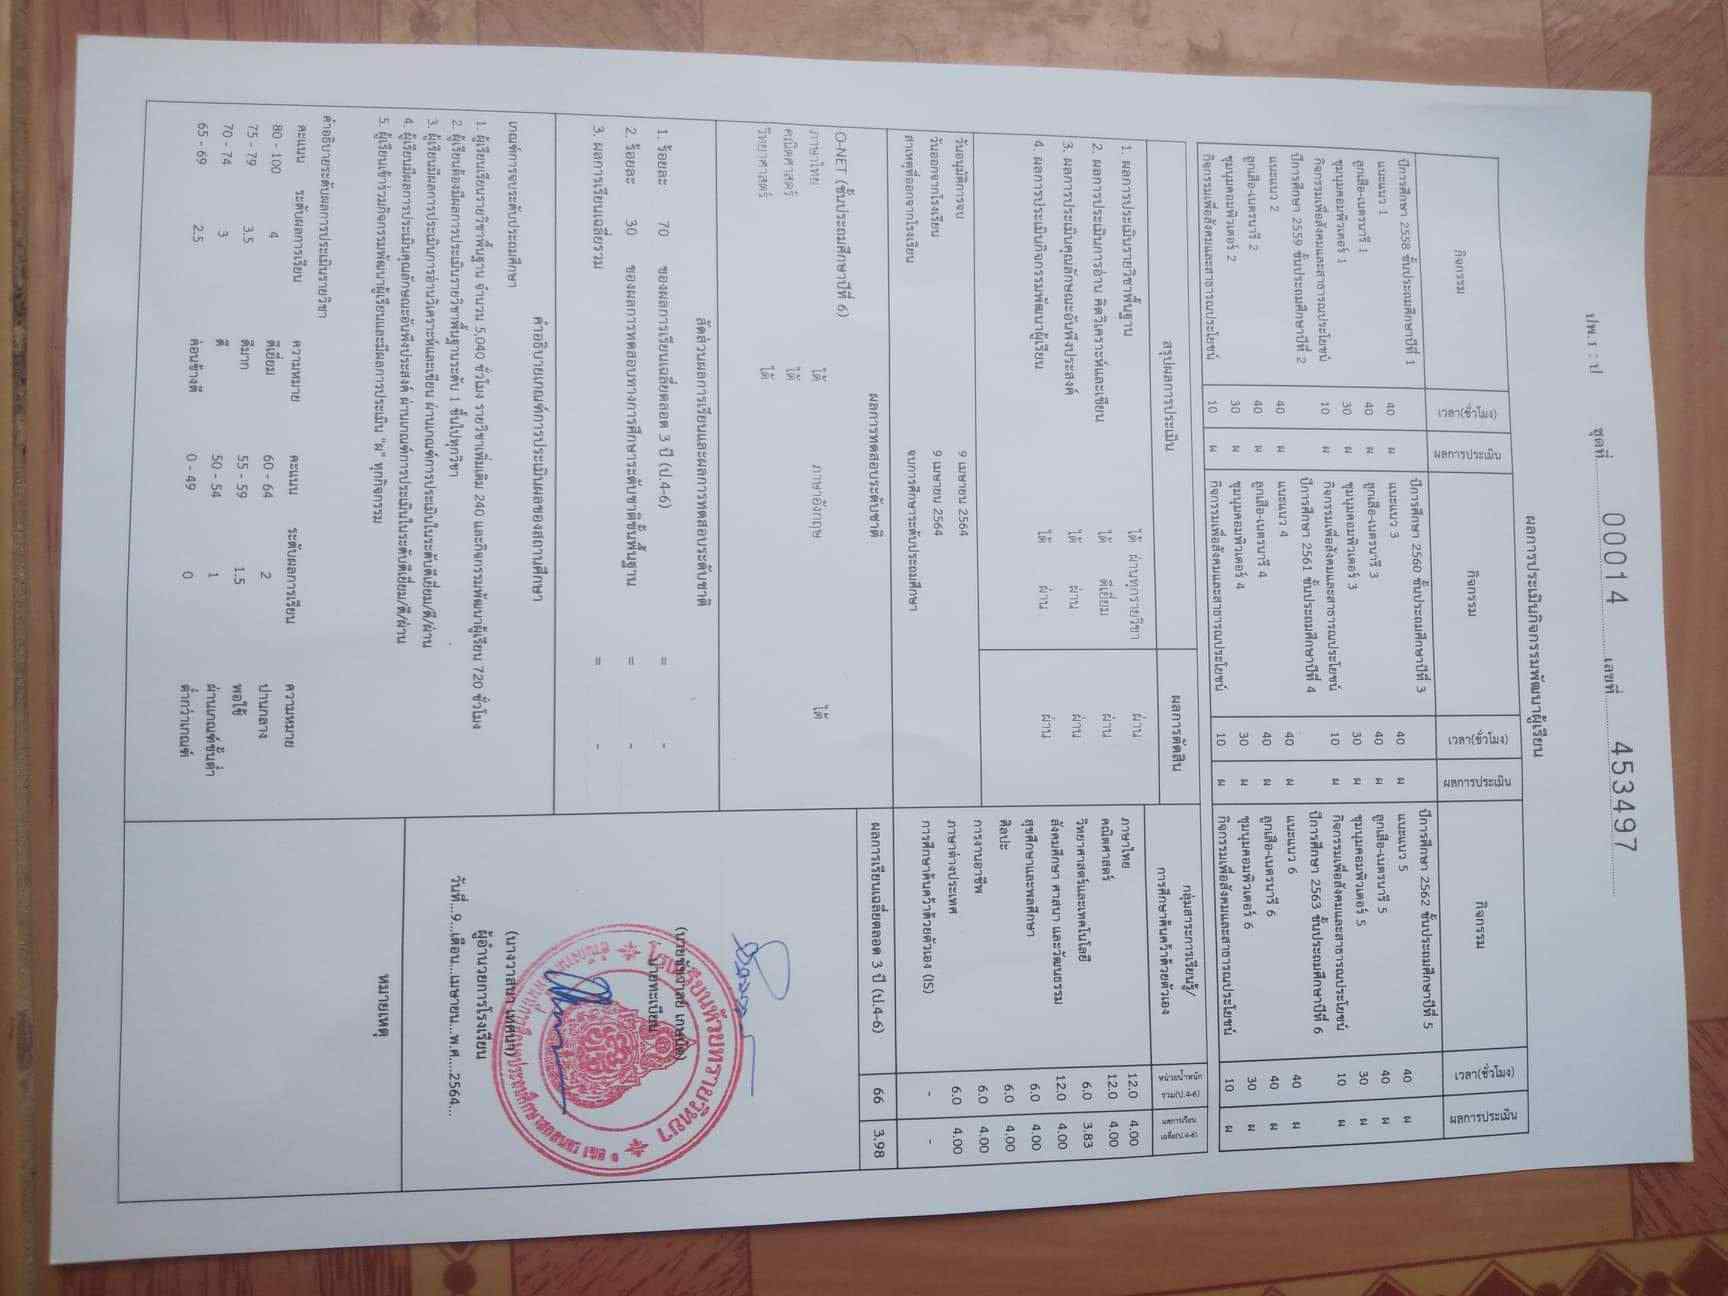 ปพ.1 : ป ชุดที่ 00014 เลขที่ 453497
ผลการประเมินกิจกรรมพัฒนาผู้เรียน
กิจกรรม เวลา(ชั่วโมง) ผลการประเมิน กิจกรรม เวลา(ชั่วโมง) ผลการประเมิน กิจกรรม เวลา(ชั่วโมง) ผลการประเมิน
ปีการศึกษา 2558 ชั้นประถมศึกษาปีที่ 1 ปีการศึกษา 2560 ชั้นประถมศึกษาปีที่ 3 ปีการศึกษา 2562 ชั้นประถมศึกษาปีที่ 5
แนะแนว 1 40 ผ แนะแนว 3 40 ผ แนะแนว 5 40 ผ
ลูกเสือ-เนตรนารี 1 40 ผ ลูกเสือ-เนตรนารี 3 40 ผ ลูกเสือ-เนตรนารี 5 40 ผ
ชุมนุมคอมพิวเตอร์ 1 30 ผ ชุมนุมคอมพิวเตอร์ 3 30 ผ ชุมนุมคอมพิวเตอร์ 5 30 ผ
กิจกรรมเพื่อสังคมและสาธารณประโยชน์ 10 ผ กิจกรรมเพื่อสังคมและสาธารณประโยชน์ 10 ผ กิจกรรมเพื่อสังคมและสาธารณประโยชน์ 10 ผ
ปีการศึกษา 2559 ชั้นประถมศึกษาปีที่ 2 ปีการศึกษา 2561 ชั้นประถมศึกษาปีที่ 4 ปีการศึกษา 2563 ชั้นประถมศึกษาปีที่ 6
แนะแนว 2 40 ผ แนะแนว 4 40 ผ แนะแนว 6 40 ผ
ลูกเสือ-เนตรนารี 2 40 ผ ลูกเสือ-เนตรนารี 4 40 ผ ลูกเสือ-เนตรนารี 6 40 ผ
ชุมนุมคอมพิวเตอร์ 2 30 ผ ชุมนุมคอมพิวเตอร์ 4 30 ผ ชุมนุมคอมพิวเตอร์ 6 30 ผ
กิจกรรมเพื่อสังคมและสาธารณประโยชน์ 10 ผ กิจกรรมเพื่อสังคมและสาธารณประโยชน์ 10 ผ กิจกรรมเพื่อสังคมและสาธารณประโยชน์ 10 ผ
สรุปผลการประเมิน ผลการตัดสิน
1. ผลการประเมินรายวิชาพื้นฐาน ได้ ผ่านทุกรายวิชา ผ่าน
2. ผลการประเมินการอ่าน คิดวิเคราะห์และเขียน ได้ ดีเยี่ยม ผ่าน
3. ผลการประเมินคุณลักษณะอันพึงประสงค์ ได้ ผ่าน ผ่าน
4. ผลการประเมินกิจกรรมพัฒนาผู้เรียน ได้ ผ่าน ผ่าน
วันอนุมัติการจบ 9 เมษายน 2564
วันออกจากโรงเรียน 9 เมษายน 2564
สาเหตุที่ออกจากโรงเรียน จบการศึกษาระดับประถมศึกษา
ผลการทดสอบระดับชาติ
O-NET (ชั้นประถมศึกษาปีที่ 6)
ภาษาไทย ได้ ภาษาอังกฤษ ได้
คณิตศาสตร์ ได้
วิทยาศาสตร์ ได้
สัดส่วนผลการเรียนและผลการทดสอบระดับชาติ
1. ร้อยละ 70 ของผลการเรียนเฉลี่ยตลอด 3 ปี (ป.4-6) = -
2. ร้อยละ 30 ของผลการทดสอบทางการศึกษาระดับชาติขั้นพื้นฐาน = -
3. ผลการเรียนเฉลี่ยรวม = -
คำอธิบายเกณฑ์การประเมินผลของสถานศึกษา
เกณฑ์การจบระดับประถมศึกษา
1. ผู้เรียนเรียนรายวิชาพื้นฐาน จำนวน 5,040 ชั่วโมง รายวิชาเพิ่มเติม 240 และกิจกรรมพัฒนาผู้เรียน 720 ชั่วโมง
2. ผู้เรียนต้องมีผลการประเมินรายวิชาพื้นฐานระดับ 1 ขึ้นไปทุกวิชา
3. ผู้เรียนมีผลการประเมินการอ่านวิเคราะห์และเขียน ผ่านเกณฑ์การประเมินในระดับดีเยี่ยม/ดี/ผ่าน
4. ผู้เรียนมีผลการประเมินคุณลักษณะอันพึงประสงค์ ผ่านเกณฑ์การประเมินในระดับดีเยี่ยม/ดี/ผ่าน
5. ผู้เรียนเข้าร่วมกิจกรรมพัฒนาผู้เรียนและมีผลการประเมิน "ผ" ทุกกิจกรรม
คำอธิบายระดับผลการประเมินรายวิชา
คะแนน ระดับผลการเรียน ความหมาย คะแนน ระดับผลการเรียน ความหมาย
80 - 100 4 ดีเยี่ยม 60 - 64 2 ปานกลาง
75 - 79 3.5 ดีมาก 55 - 59 1.5 พอใช้
70 - 74 3 ดี 50 - 54 1 ผ่านเกณฑ์ขั้นต่ำ
65 - 69 2.5 ค่อนข้างดี 0 - 49 0 ต่ำกว่าเกณฑ์
กลุ่มสาระการเรียนรู้/
การศึกษาค้นคว้าด้วยตัวเอง
หน่วยน้ำหนัก
รวม(ป.4-6)
ผลการเรียน
เฉลี่ย(ป.4-6)
ภาษาไทย 12.0 4.00
คณิตศาสตร์ 12.0 4.00
วิทยาศาสตร์และเทคโนโลยี 6.0 3.83
สังคมศึกษา ศาสนา และวัฒนธรรม 12.0 4.00
สุขศึกษาและพลศึกษา 6.0 4.00
ศิลปะ 6.0 4.00
การงานอาชีพ 6.0 4.00
ภาษาต่างประเทศ 6.0 4.00
การศึกษาค้นคว้าด้วยตัวเอง (IS) - -
ผลการเรียนเฉลี่ยตลอด 3 ปี (ป.4-6) 66 3.98
นายทะเบียน
(นางวาสนา เทศนา)
ผู้อำนวยการโรงเรียน
วันที่...9...เดือน...เมษายน...พ.ศ....2564...
หมายเหตุ